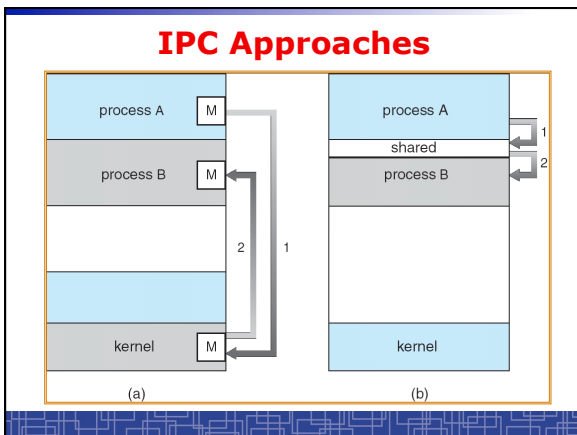 IPC Approaches
process A
M
process B
M
2
1
kernel
M
(a)
process A
1
shared
2
process B
kernel
(b)